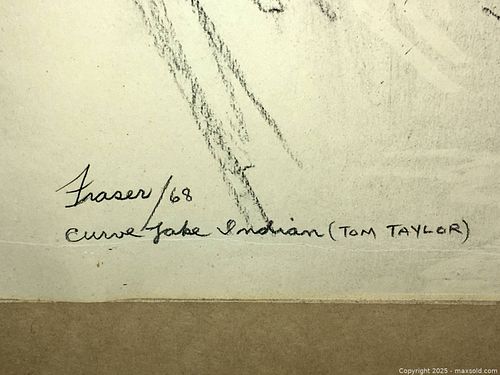 Fraser/68
Curve Lake Indian (TOM TAYLOR)
Copyright 2025 - maxsold.com